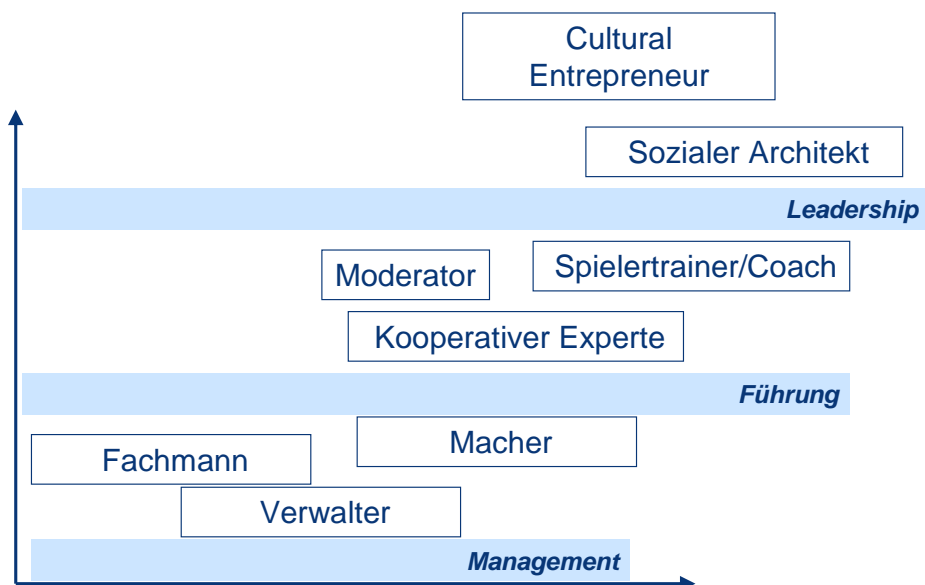 Cultural
Entrepreneur
Sozialer Architekt
Leadership
Moderator
Spielertrainer/Coach
Kooperativer Experte
Führung
Macher
Fachmann
Verwalter
Management